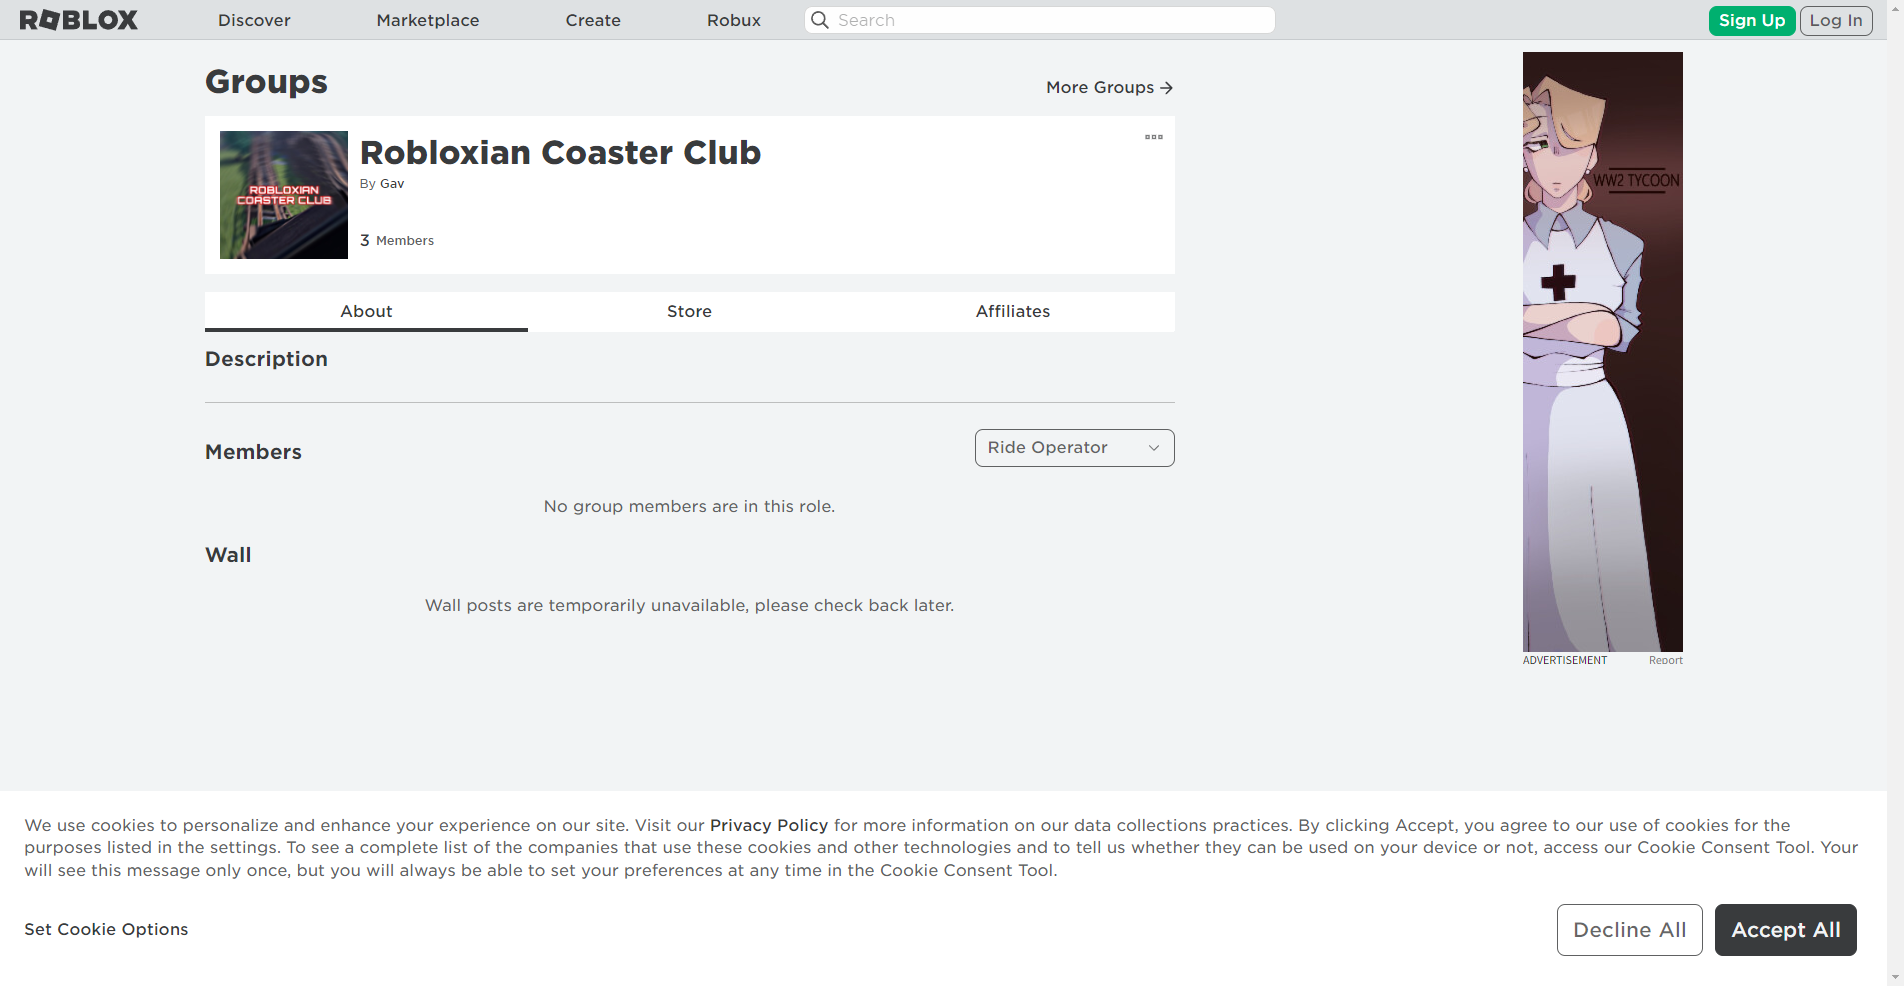 ROBLOX Discover Marketplace Create Robux Search Sign Up Log In
Groups
More Groups
ROBLOXIAN
COASTER CLUB
Robloxian Coaster Club
By Gav
3 Members
About Store Affiliates
Description
Members
Ride Operator
No group members are in this role.
Wall
Wall posts are temporarily unavailable, please check back later.
WW2 TYCOON
ADVERTISEMENT Report
We use cookies to personalize and enhance your experience on our site. Visit our Privacy Policy for more information on our data collections practices. By clicking Accept, you agree to our use of cookies for the
purposes listed in the settings. To see a complete list of the companies that use these cookies and other technologies and to tell us whether they can be used on your device or not, access our Cookie Consent Tool. Your
will see this message only once, but you will always be able to set your preferences at any time in the Cookie Consent Tool.
Set Cookie Options
Decline All
Accept All